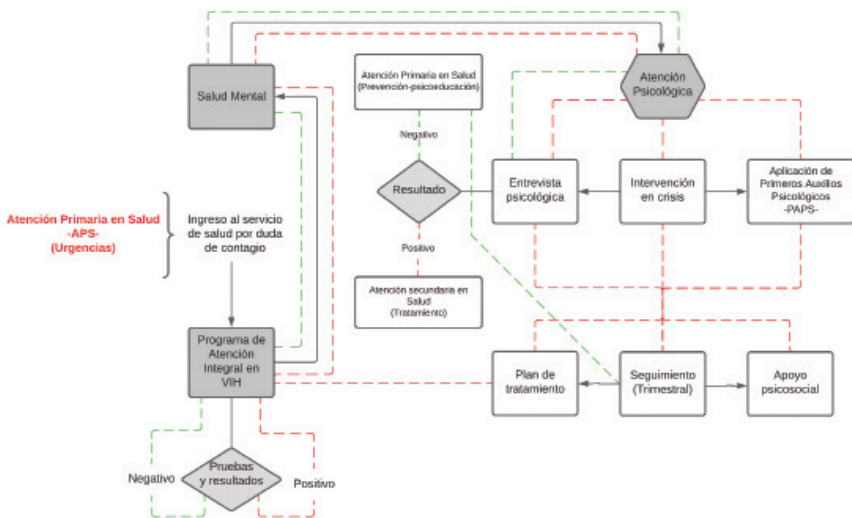 Salud Mental
Atención Primaria en Salud
(Prevención-psicoeducación)
Atención
Psicológica
Negativo
Resultado
Entrevista
psicológica
Intervención
en crisis
Aplicación de
Primeros Auxilios
Psicológicos
-PAPS-
Atención Primaria en Salud
-APS-
(Urgencias)
Ingreso al servicio
de salud por duda
de contagio
Positivo
Atención secundaria en
Salud
(Tratamiento)
Programa de
Atención
Integral en
VIH
Plan de
tratamiento
Seguimiento
(Trimestral)
Apoyo
psicosocial
Negativo
Pruebas
y resultados
Positivo